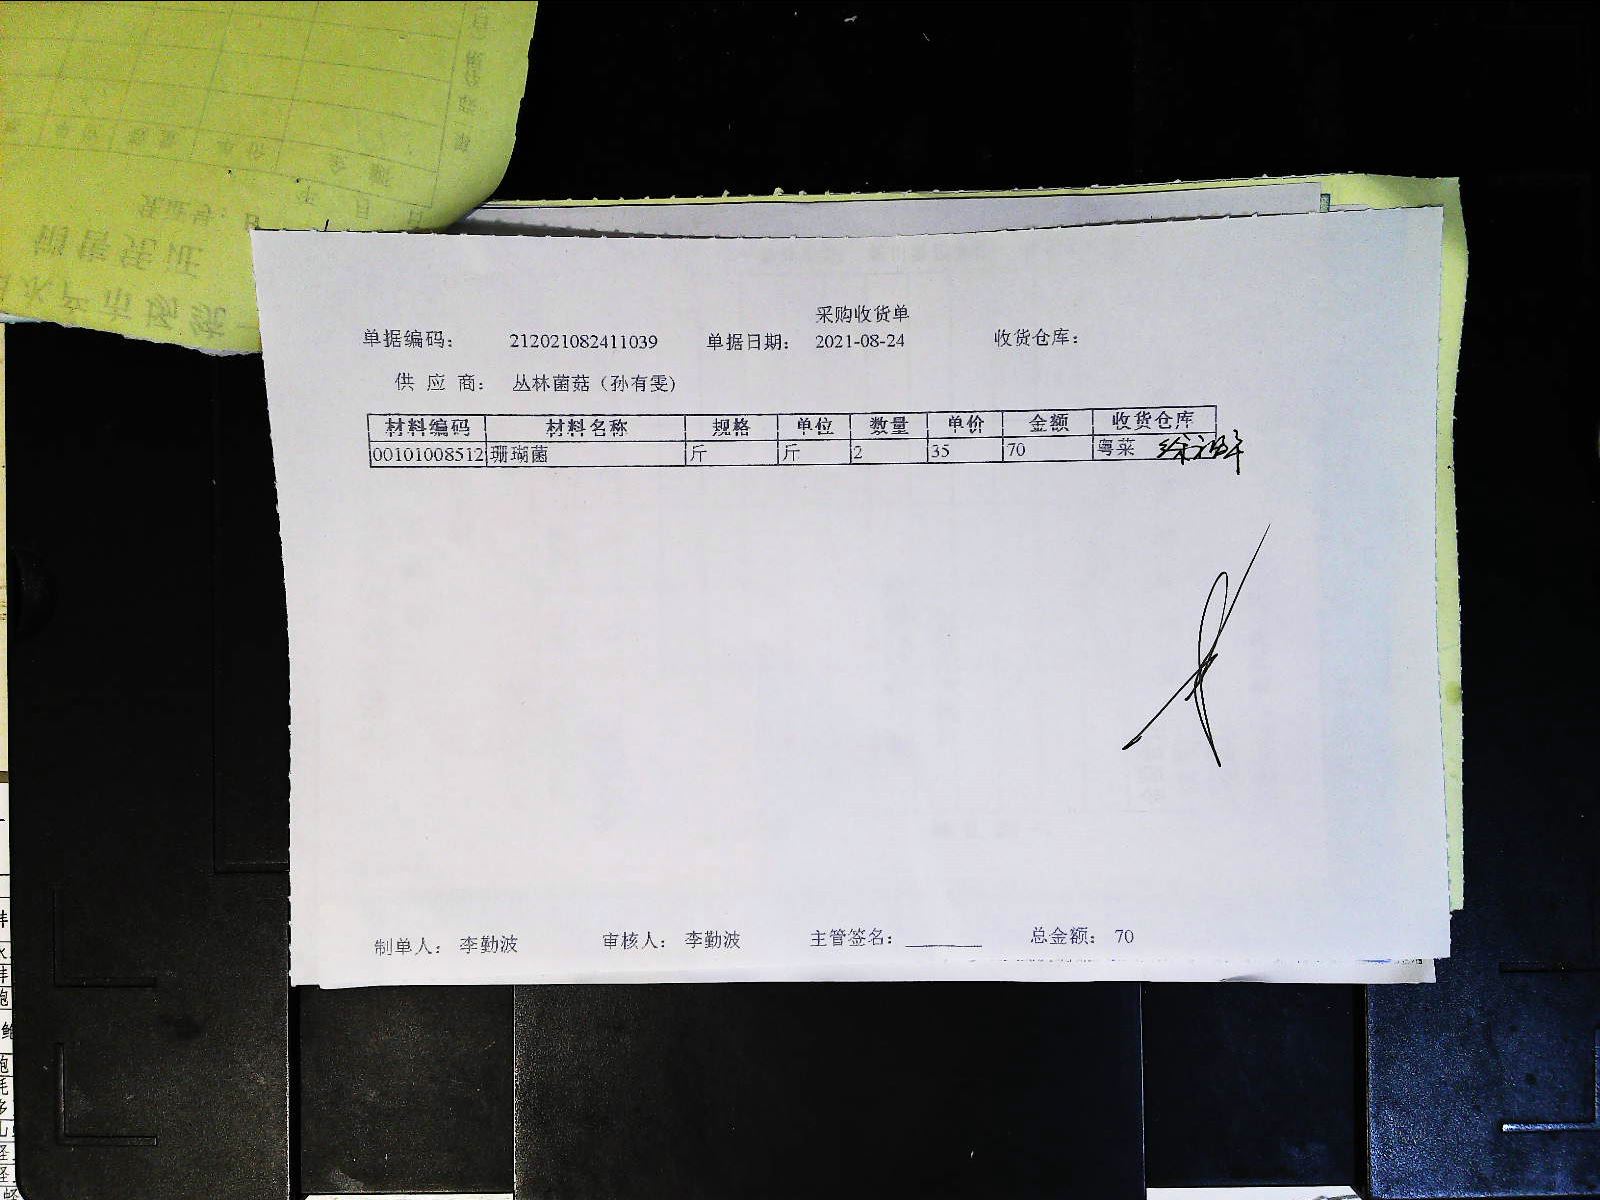 采购收货单
单据编码： 212021082411039 单据日期： 2021-08-24 收货仓库：
供 应 商： 丛林菌菇（孙有雯）
材料编码 材料名称 规格 单位 数量 单价 金额 收货仓库
00101008512 珊瑚菌 斤 斤 2 35 70 粤菜
制单人： 李勤波 审核人： 李勤波 主管签名： 总金额： 70